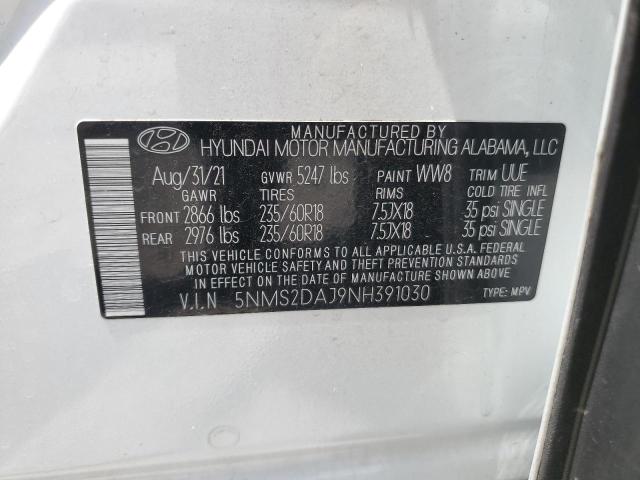 MANUFACTURED BY
HYUNDAI MOTOR MANUFACTURING ALABAMA, LLC
Aug/31/21 GVWR 5247 lbs PAINT WW8 TRIM UUE
GAWR TIRES RIMS COLD TIRE INFL
FRONT 2866 lbs 235/60R18 7.5JX18 35 psi SINGLE
REAR 2976 lbs 235/60R18 7.5JX18 35 psi SINGLE
THIS VEHICLE CONFORMS TO ALL APPLICABLE U.S.A. FEDERAL
MOTOR VEHICLE SAFETY AND THEFT PREVENTION STANDARDS
IN EFFECT ON THE DATE OF MANUFACTURE SHOWN ABOVE.
V.I.N 5NMS2DAJ9NH391030 TYPE: MPV